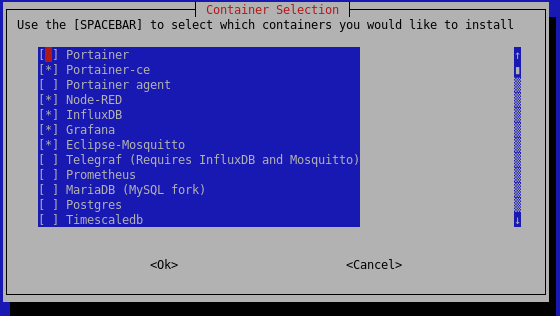 Container Selection
Use the [SPACEBAR] to select which containers you would like to install
[ ] Portainer ↑
[*] Portainer-ce
[ ] Portainer agent
[*] Node-RED
[*] InfluxDB
[*] Grafana
[*] Eclipse-Mosquitto
[ ] Telegraf (Requires InfluxDB and Mosquitto)
[ ] Prometheus
[ ] MariaDB (MySQL fork)
[ ] Postgres
[ ] Timescaledb ↓
<Ok> <Cancel>